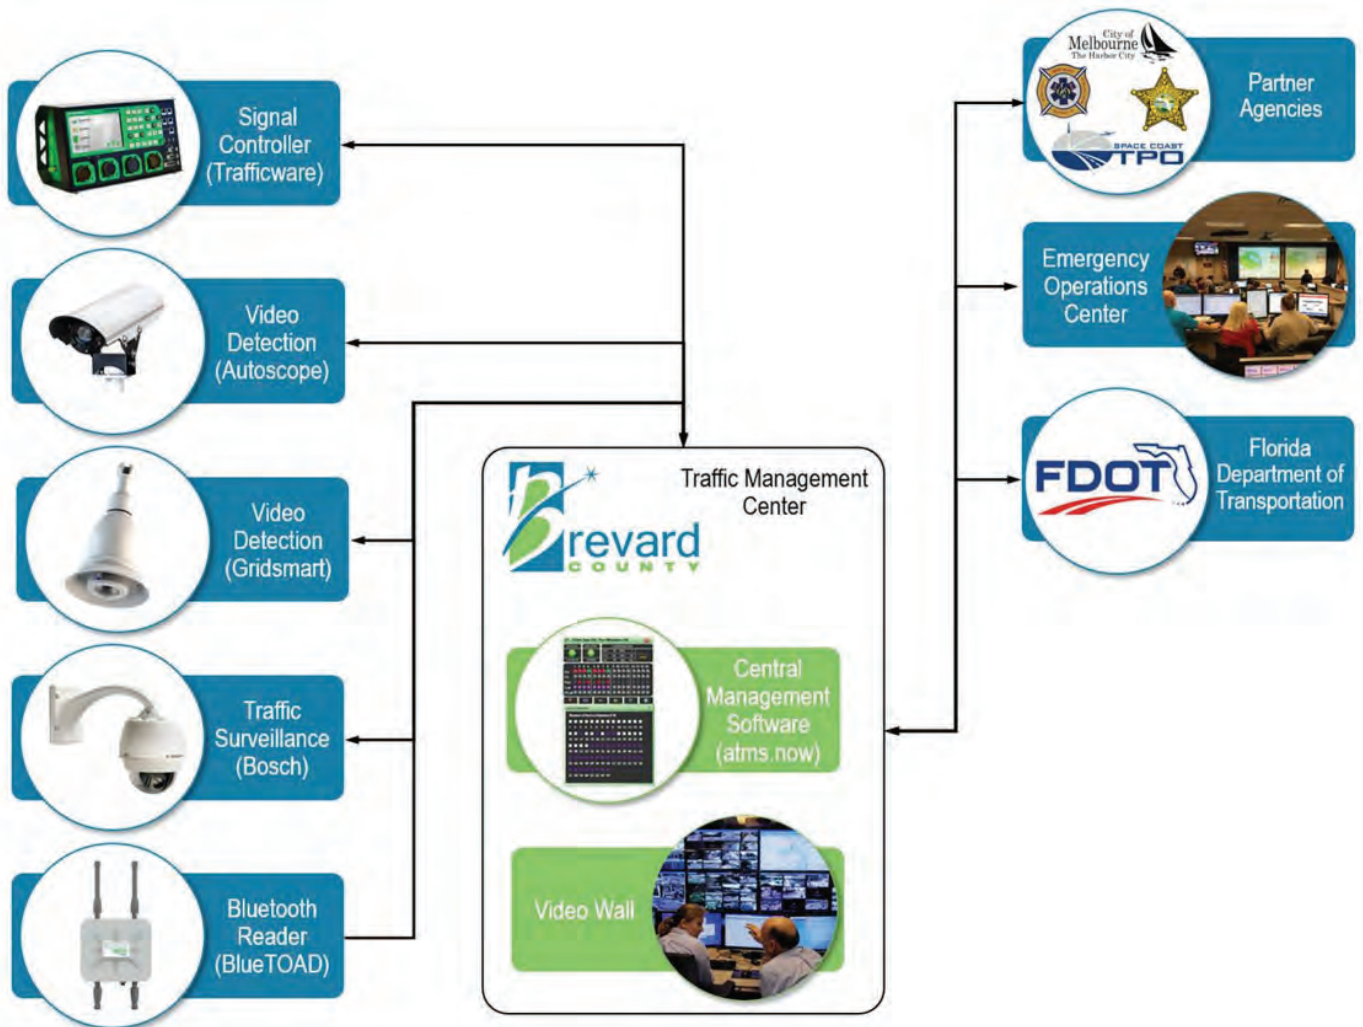 Signal
Controller
(Trafficware)
Video
Detection
(Autoscope)
Video
Detection
(Gridsmart)
Traffic
Surveillance
(Bosch)
Bluetooth
Reader
(BlueTOAD)
Brevard
COUNTY
Traffic Management
Center
Central
Management
Software
(atms.now)
Video Wall
City of
Melbourne
The Harbor City
SPACE COAST
TPO
Partner
Agencies
Emergency
Operations
Center
FDOT
Florida
Department of
Transportation